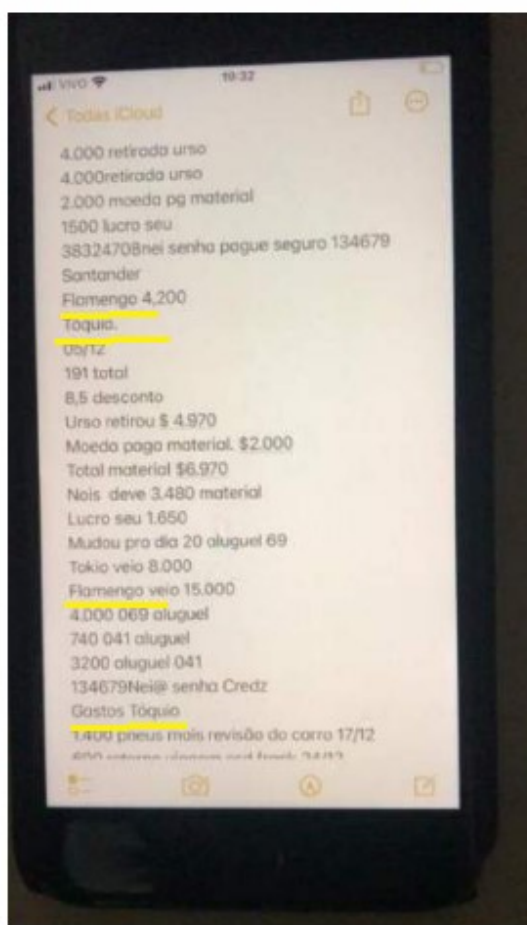 VIVO
19:32
Todas iCloud
4.000 retirada urso
4.000retirada urso
2.000 moeda pg material
1500 lucro seu
38324708nei senha pague seguro 134679
Santander
Flamengo 4,200
Tóquio.
05/12
191 total
8,5 desconto
Urso retirou $ 4.970
Moeda paga material. $2.000
Total material $6.970
Nois deve 3.480 material
Lucro seu 1.650
Mudou pro dia 20 aluguel 69
Tokio veio 8.000
Flamengo veio 15.000
4.000 069 aluguel
740 041 aluguel
3200 aluguel 041
134679Nei@ senha Credz
Gastos Tóquio
1.400 pneus mais revisão do carro 17/12